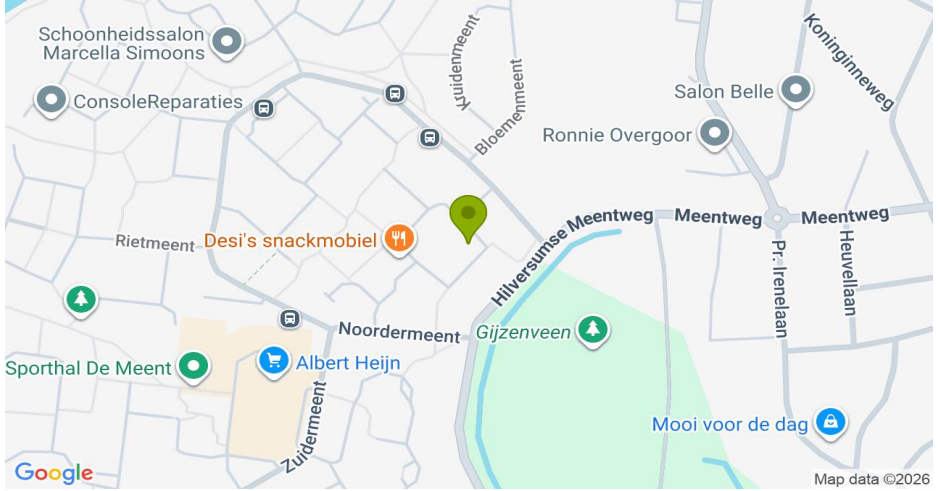 Schoonheidssalon
Marcella Simoons
Kruidenmeent
Koninginneweg
ConsoleReparaties
Salon Belle
Bloemenmeent
Ronnie Overgoor
Hilversumse Meentweg
Meentweg
Meentweg
Rietmeent
Desi's snackmobiel
Pr. Irenelaan
Heuvellaan
Noordermeent
Gijzenveen
Sporthal De Meent
Albert Heijn
Zuidermeent
Mooi voor de dag
Google
Map data ©2026